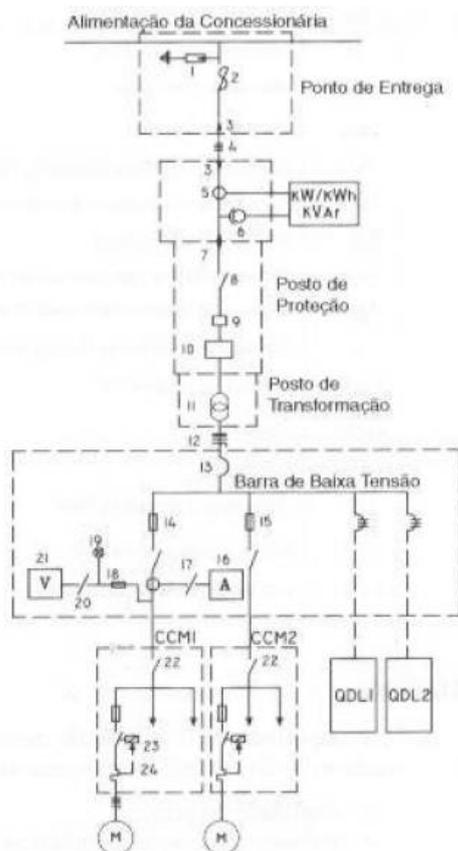 Alimentação da Concessionária
1
2
Ponto de Entrega
3
4
3
5
KW/KWh
KVAr
6
7
8
Posto de
Proteção
9
10
11
Posto de
Transformação
12
13
Barra de Baixa Tensão
14
15
19
21
17
16
V
18
A
20
CCM1
CCM2
22
22
QDL1
QDL2
23
24
M
M